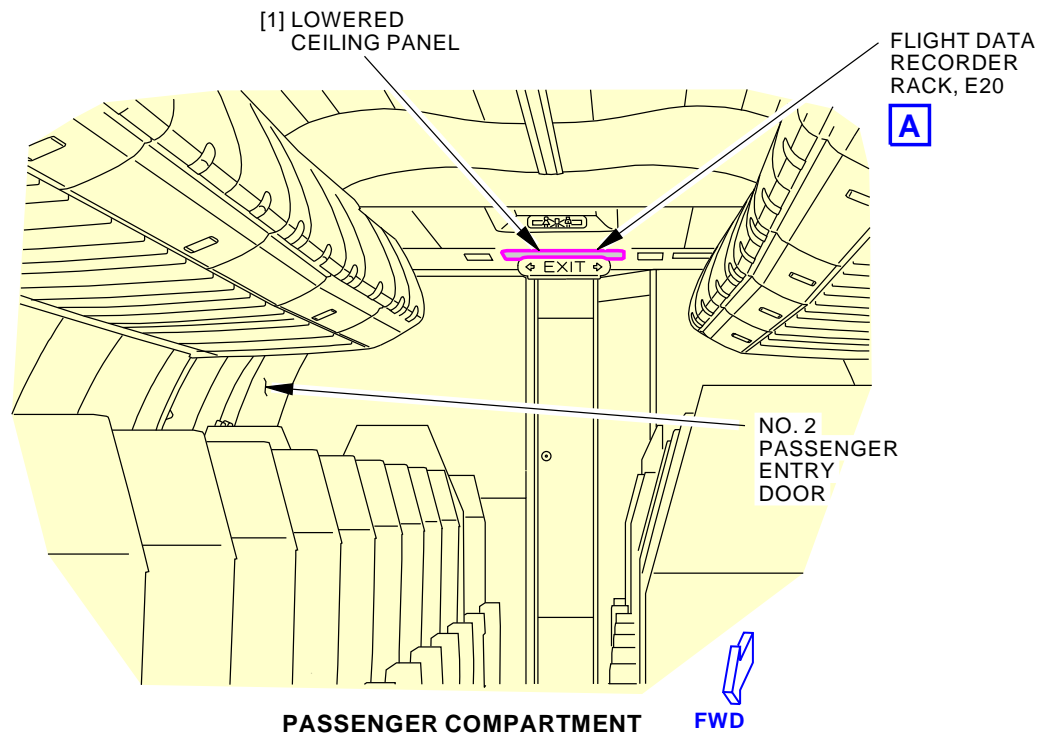 [1] LOWERED
CEILING PANEL
FLIGHT DATA
RECORDER
RACK, E20
A
EXIT
NO. 2
PASSENGER
ENTRY
DOOR
FWD
PASSENGER COMPARTMENT